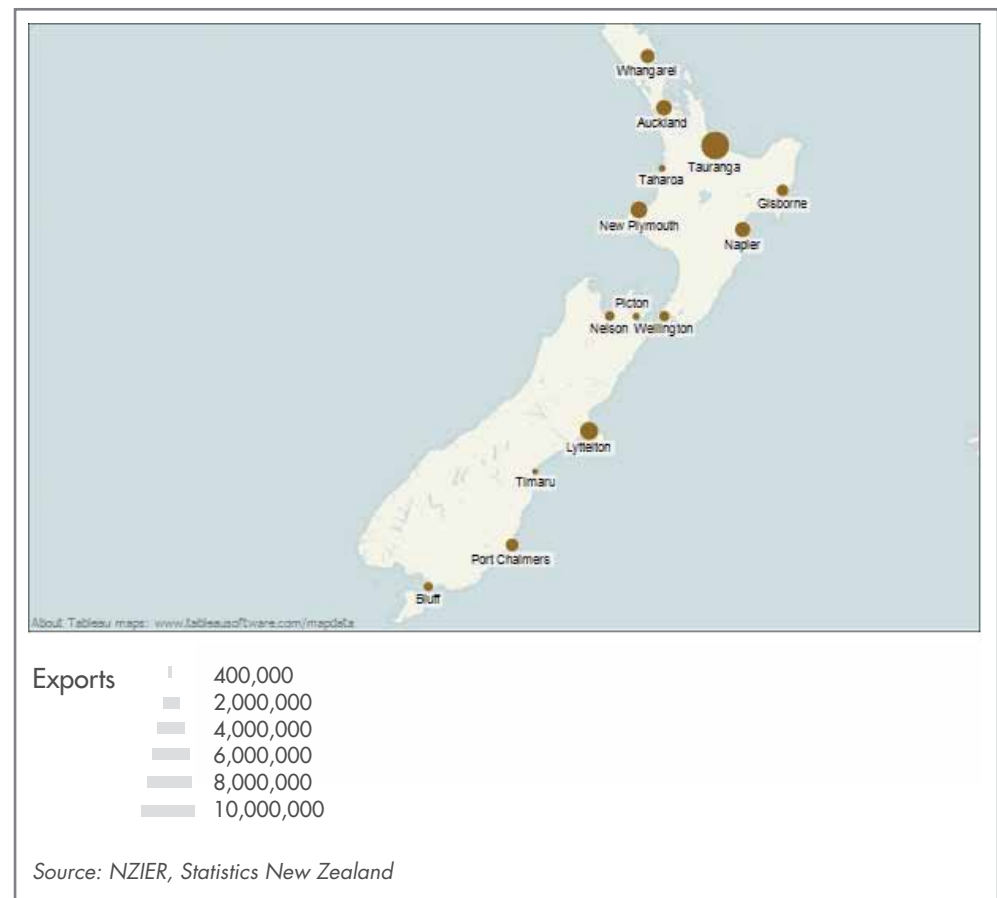 Whangarei
Auckland
Tauranga
Taharoa
Gisborne
New Plymouth
Napier
Picton
Nelson Wellington
Lyttelton
Timaru
Port Chalmers
Bluff
About Tableau maps: www.tableausoftware.com/mapdata
Exports
400,000
2,000,000
4,000,000
6,000,000
8,000,000
10,000,000
Source: NZIER, Statistics New Zealand